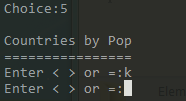 Choice:5
Countries by Pop
================
Enter < > or =:k
Enter < > or =: